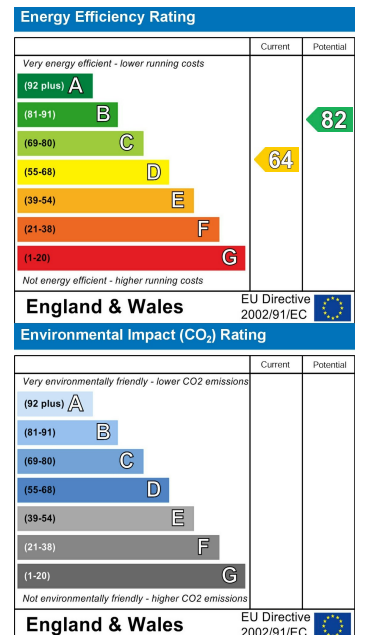 Energy Efficiency Rating
Current Potential
Very energy efficient - lower running costs
(92 plus) A
(81-91) B
82
(69-80) C
64
(55-68) D
(39-54) E
(21-38) F
(1-20) G
Not energy efficient - higher running costs
England & Wales
EU Directive
2002/91/EC
Environmental Impact (CO₂) Rating
Current Potential
Very environmentally friendly - lower CO2 emissions
(92 plus) A
(81-91) B
(69-80) C
(55-68) D
(39-54) E
(21-38) F
(1-20) G
Not environmentally friendly - higher CO2 emissions
England & Wales
EU Directive
2002/91/EC